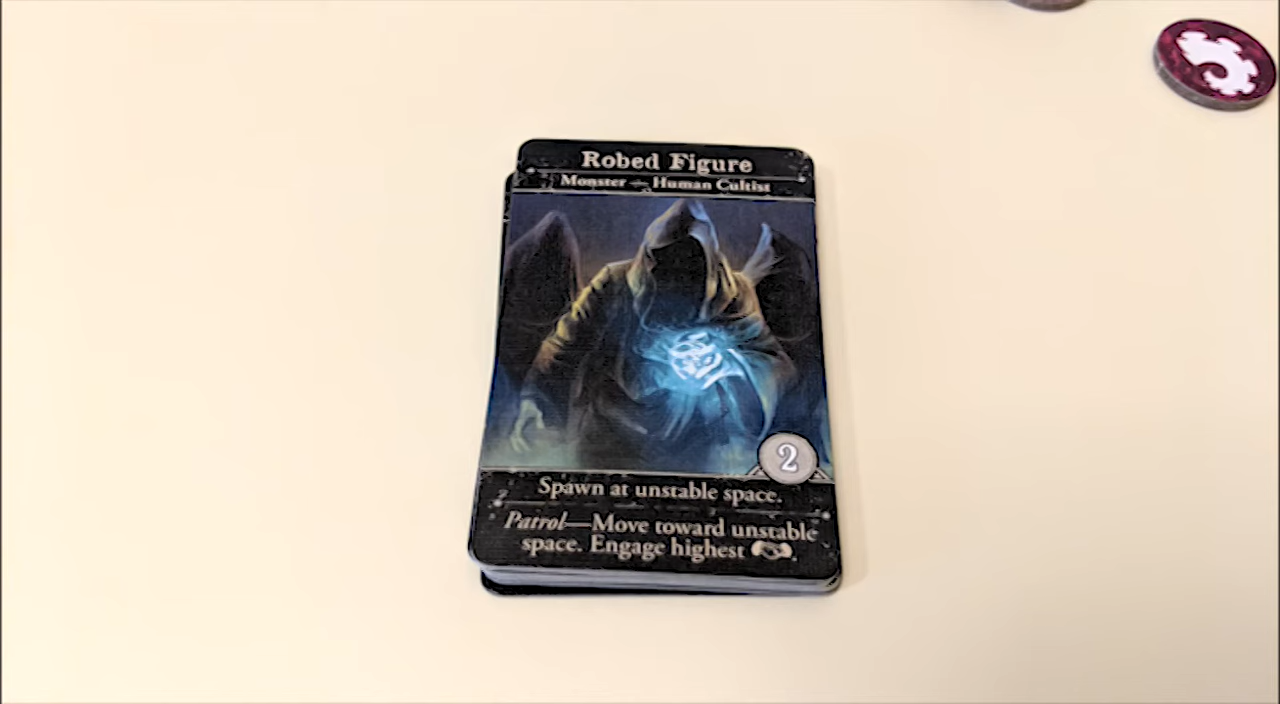 Robed Figure
Monster — Human Cultist
2
Spawn at unstable space.
Patrol—Move toward unstable
space. Engage highest .